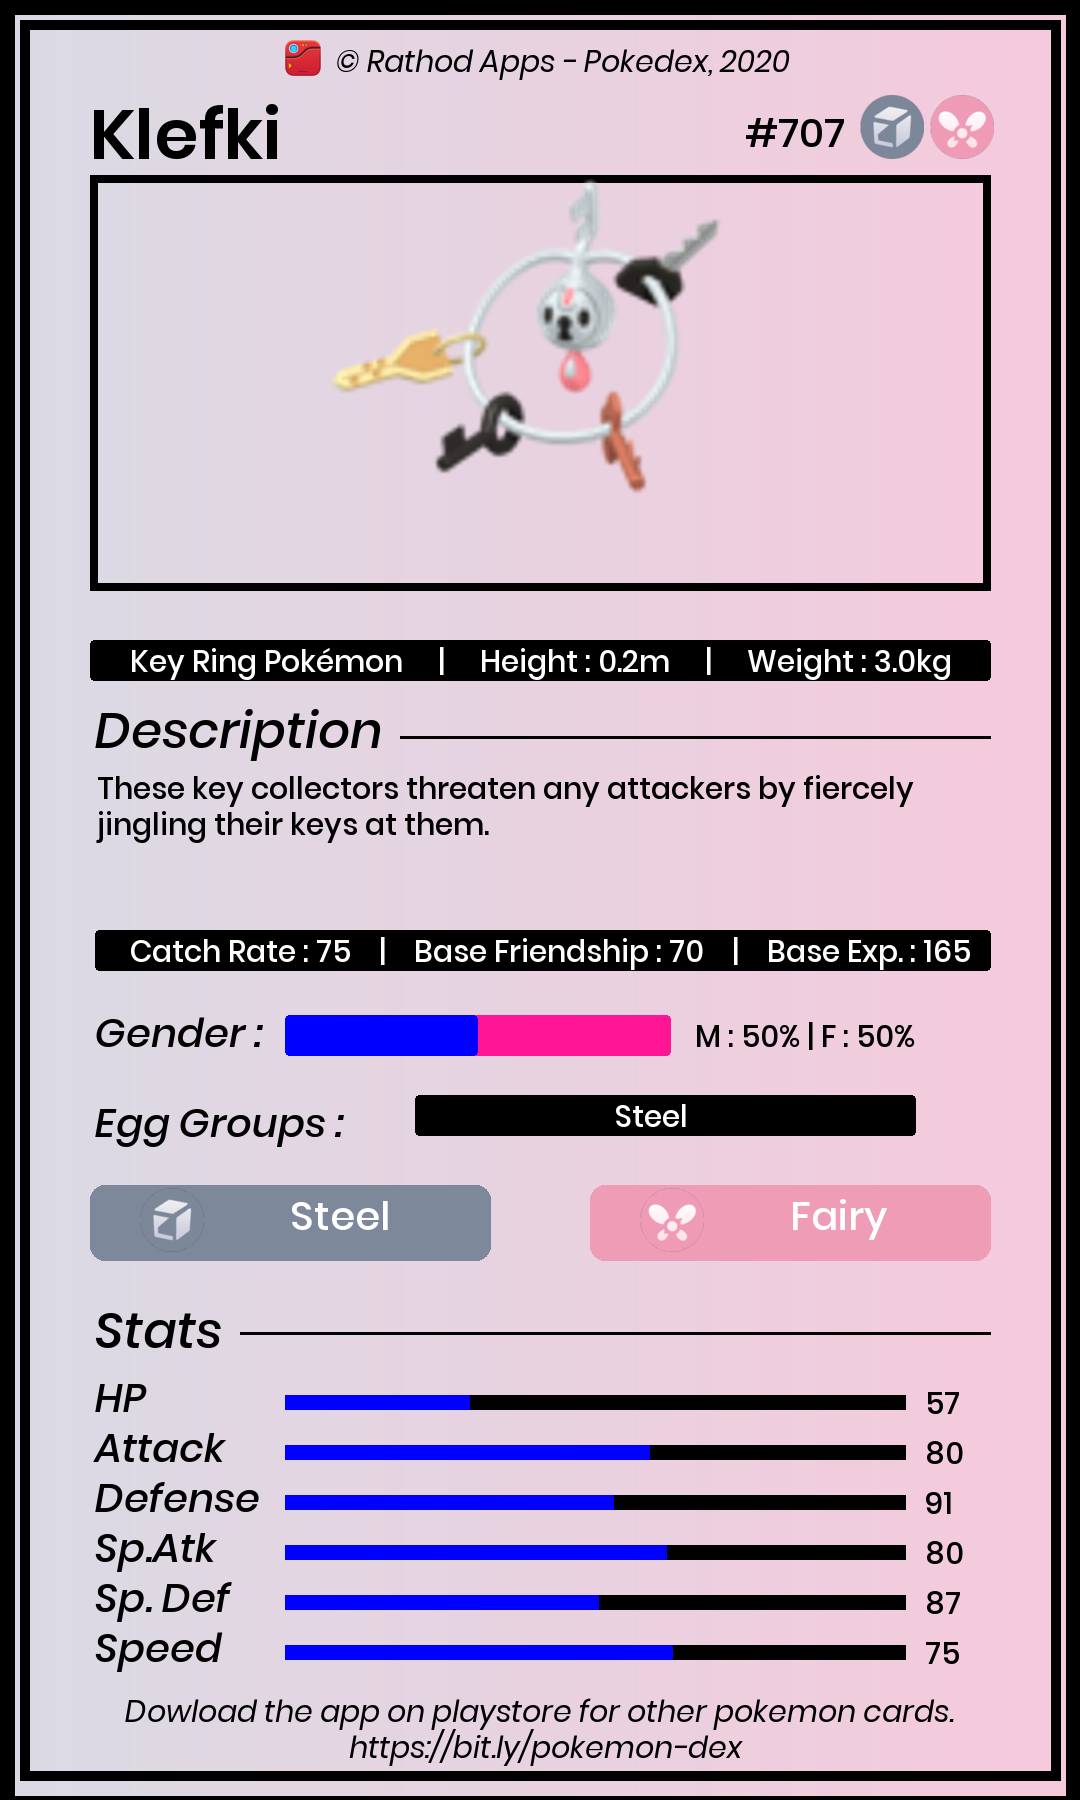 © Rathod Apps - Pokedex, 2020
Klefki #707
Key Ring Pokémon | Height : 0.2m | Weight : 3.0kg
Description
These key collectors threaten any attackers by fiercely
jingling their keys at them.
Catch Rate : 75 | Base Friendship : 70 | Base Exp. : 165
Gender : M : 50% | F : 50%
Egg Groups : Steel
Steel Fairy
Stats
HP 57
Attack 80
Defense 91
Sp.Atk 80
Sp. Def 87
Speed 75
Dowload the app on playstore for other pokemon cards.
https://bit.ly/pokemon-dex